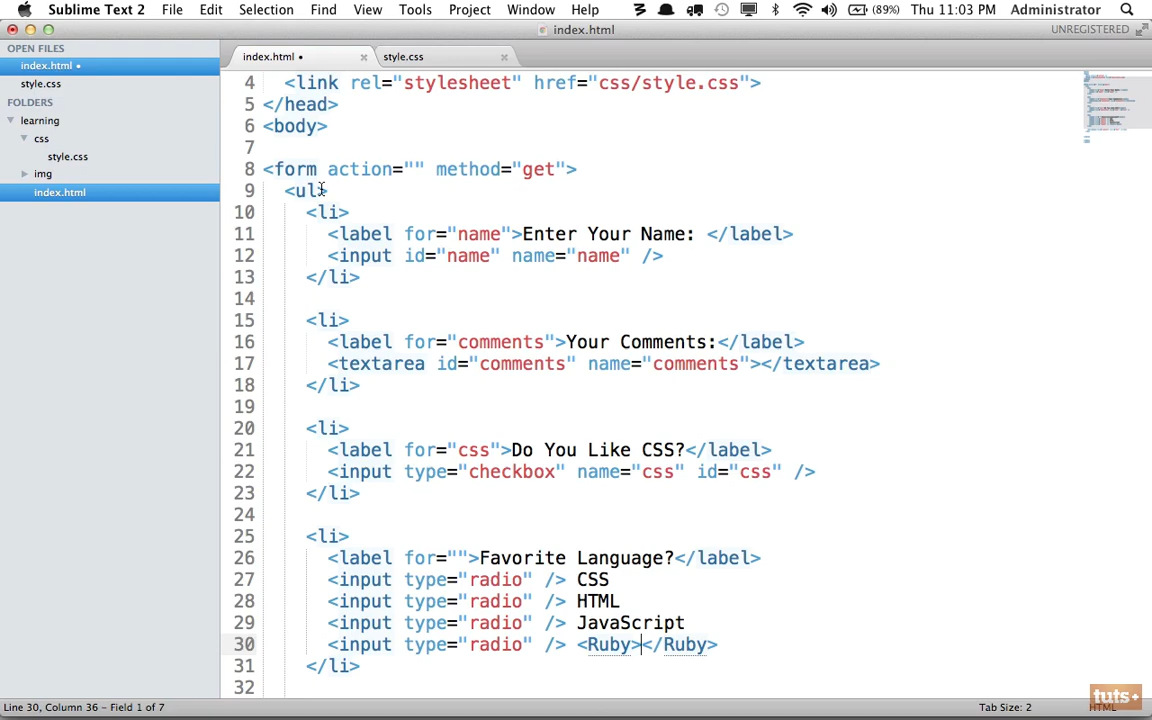 Sublime Text 2 File Edit Selection Find View Tools Project Window Help (89%) Thu 11:03 PM Administrator
index.html UNREGISTERED
OPEN FILES
index.html
style.css
FOLDERS
learning
css
style.css
img
index.html
index.html style.css
4 <link rel="stylesheet" href="css/style.css">
5 </head>
6 <body>
7
8 <form action="" method="get">
9 <ul>
10 <li>
11 <label for="name">Enter Your Name: </label>
12 <input id="name" name="name" />
13 </li>
14
15 <li>
16 <label for="comments">Your Comments:</label>
17 <textarea id="comments" name="comments"></textarea>
18 </li>
19
20 <li>
21 <label for="css">Do You Like CSS?</label>
22 <input type="checkbox" name="css" id="css" />
23 </li>
24
25 <li>
26 <label for="">Favorite Language?</label>
27 <input type="radio" /> CSS
28 <input type="radio" /> HTML
29 <input type="radio" /> JavaScript
30 <input type="radio" /> <Ruby></Ruby>
31 </li>
32
Line 30, Column 36 - Field 1 of 7 Tab Size: 2 HTML
tuts+